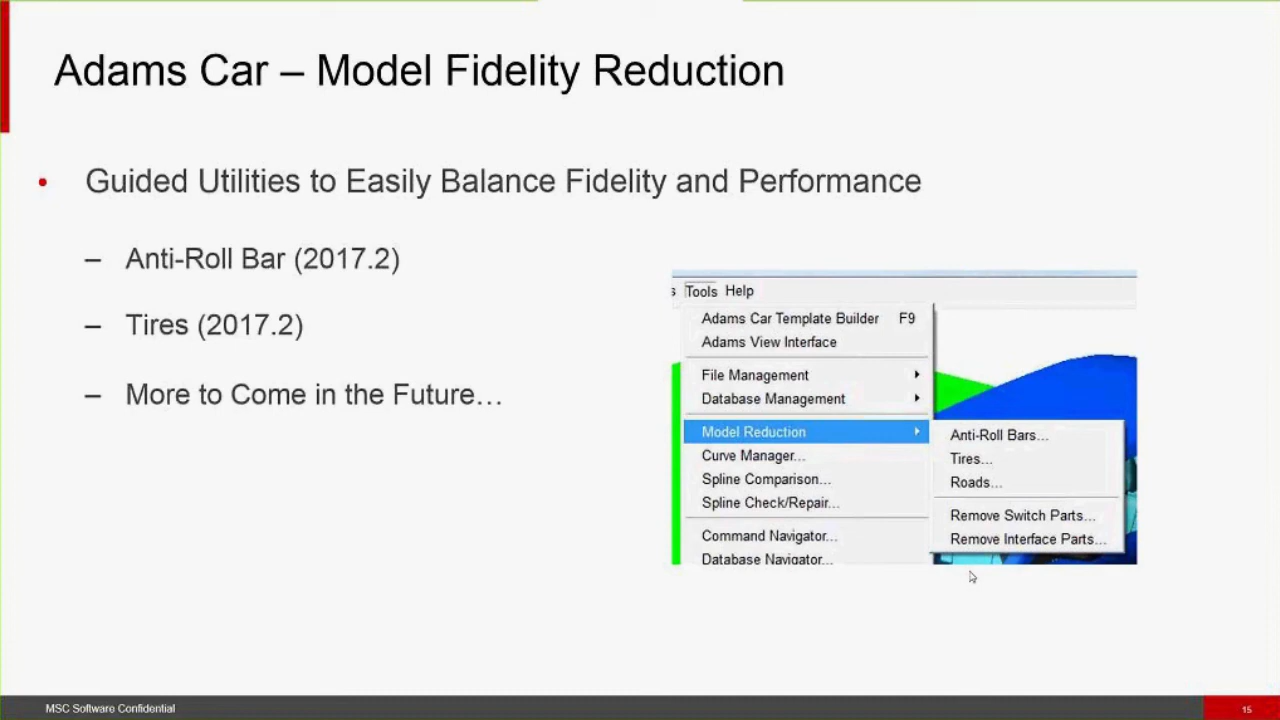 Adams Car – Model Fidelity Reduction
• Guided Utilities to Easily Balance Fidelity and Performance
– Anti-Roll Bar (2017.2)
– Tires (2017.2)
– More to Come in the Future…
s Tools Help
Adams Car Template Builder F9
Adams View Interface
File Management
Database Management
Model Reduction
Curve Manager...
Spline Comparison...
Spline Check/Repair...
Command Navigator...
Database Navigator...
Anti-Roll Bars...
Tires...
Roads...
Remove Switch Parts...
Remove Interface Parts...
MSC Software Confidential
15